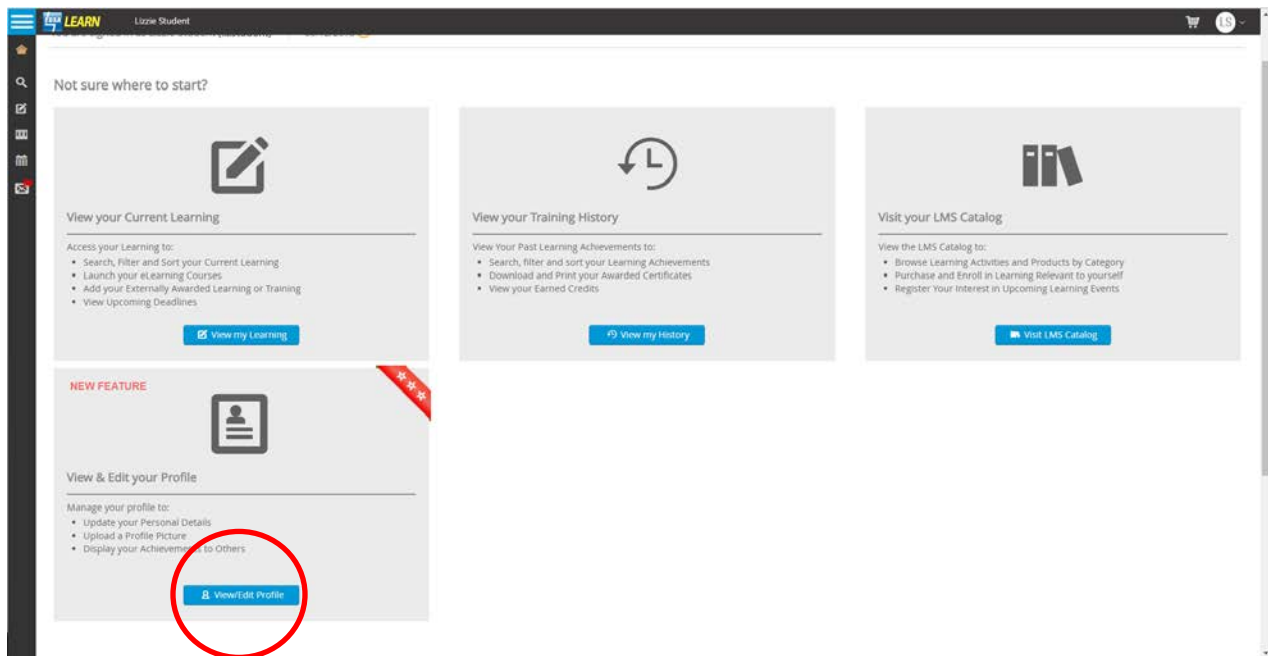 LEARN Lizzie Student LS
Not sure where to start?
View your Current Learning
Access your Learning to:
• Search, Filter and Sort your Current Learning
• Launch your eLearning Courses
• Add your Externally Awarded Learning or Training
• View Upcoming Deadlines
View my Learning
View your Training History
View Your Past Learning Achievements to:
• Search, filter and sort your Learning Achievements
• Download and Print your Awarded Certificates
• View your Earned Credits
View my History
Visit your LMS Catalog
View the LMS Catalog to:
• Browse Learning Activities and Products by Category
• Purchase and Enroll in Learning Relevant to yourself
• Register Your Interest in Upcoming Learning Events
Visit LMS Catalog
NEW FEATURE
View & Edit your Profile
Manage your profile to:
• Update your Personal Details
• Upload a Profile Picture
• Display your Achievements to Others
View/Edit Profile